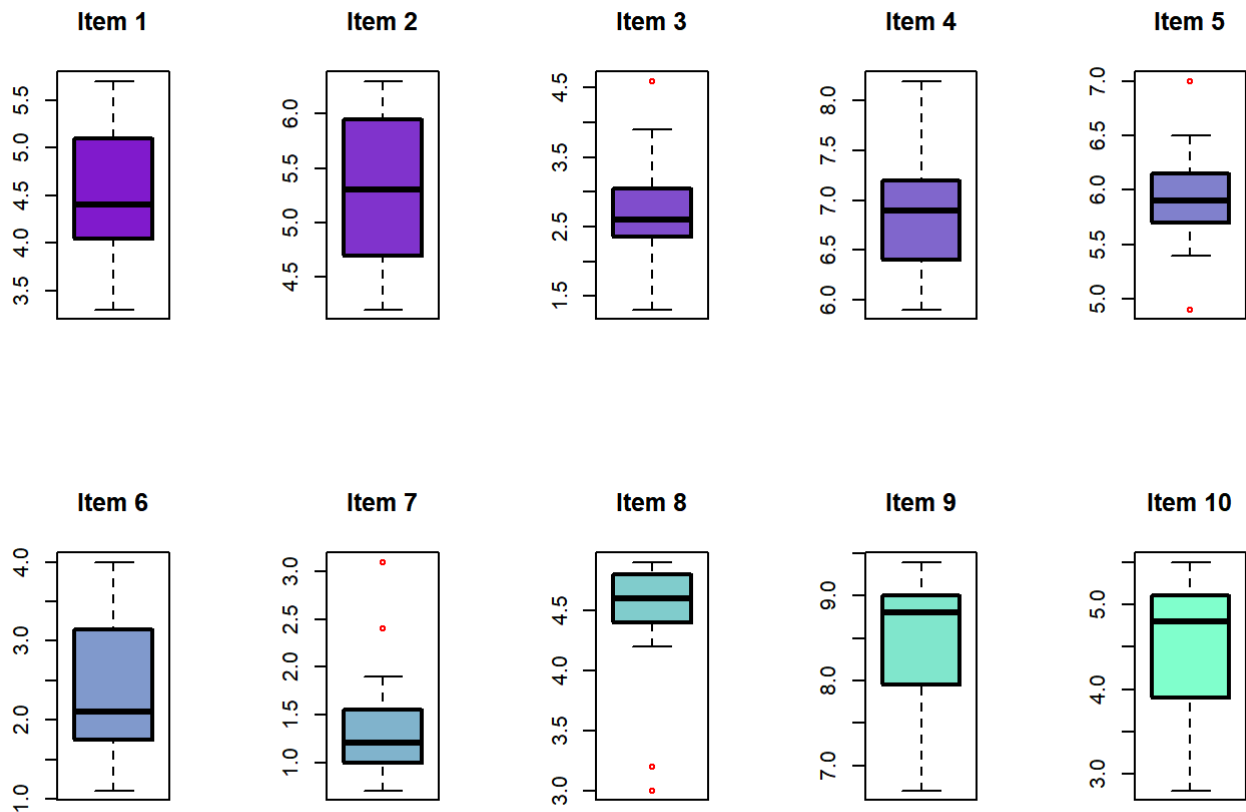 Item 1
3.5 4.0 4.5 5.0 5.5
Item 2
4.5 5.0 5.5 6.0
Item 3
1.5 2.5 3.5 4.5
Item 4
6.0 6.5 7.0 7.5 8.0
Item 5
5.0 5.5 6.0 6.5 7.0
Item 6
1.0 2.0 3.0 4.0
Item 7
1.0 1.5 2.0 2.5 3.0
Item 8
3.0 3.5 4.0 4.5
Item 9
7.0 8.0 9.0
Item 10
3.0 4.0 5.0